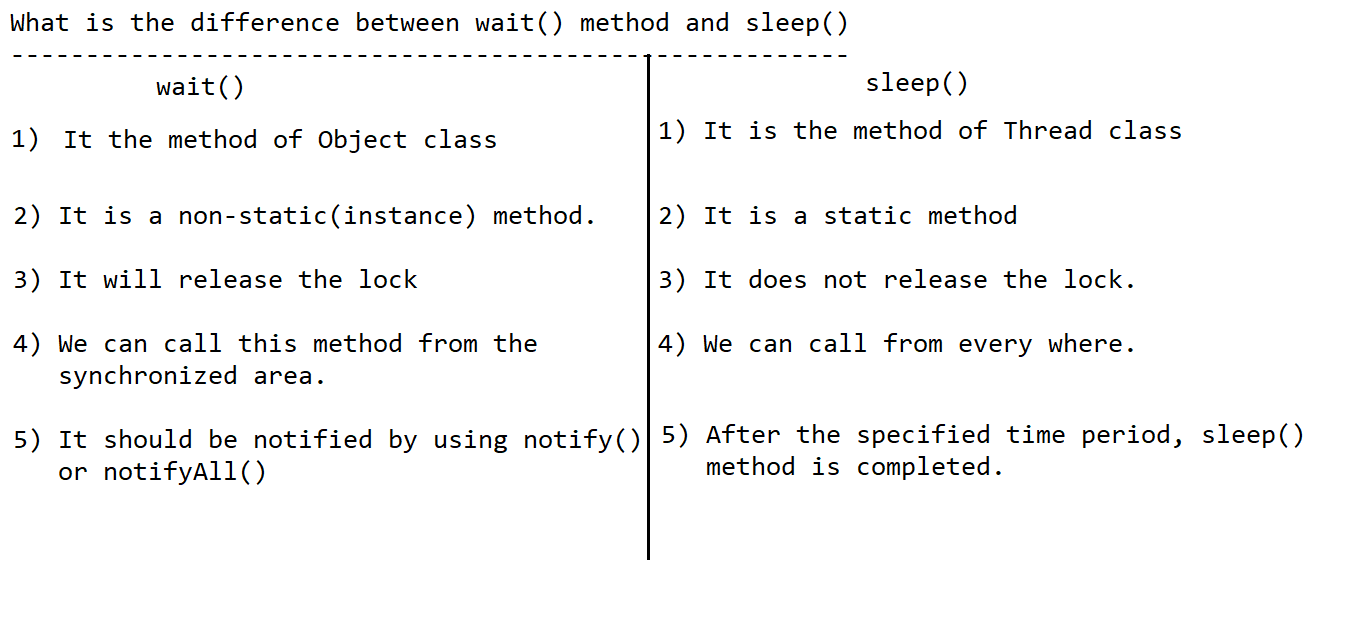 What is the difference between wait() method and sleep()
--------------------------------------------------------
wait()
1) It the method of Object class
2) It is a non-static(instance) method.
3) It will release the lock
4) We can call this method from the
synchronized area.
5) It should be notified by using notify()
or notifyAll()
sleep()
1) It is the method of Thread class
2) It is a static method
3) It does not release the lock.
4) We can call from every where.
5) After the specified time period, sleep()
method is completed.